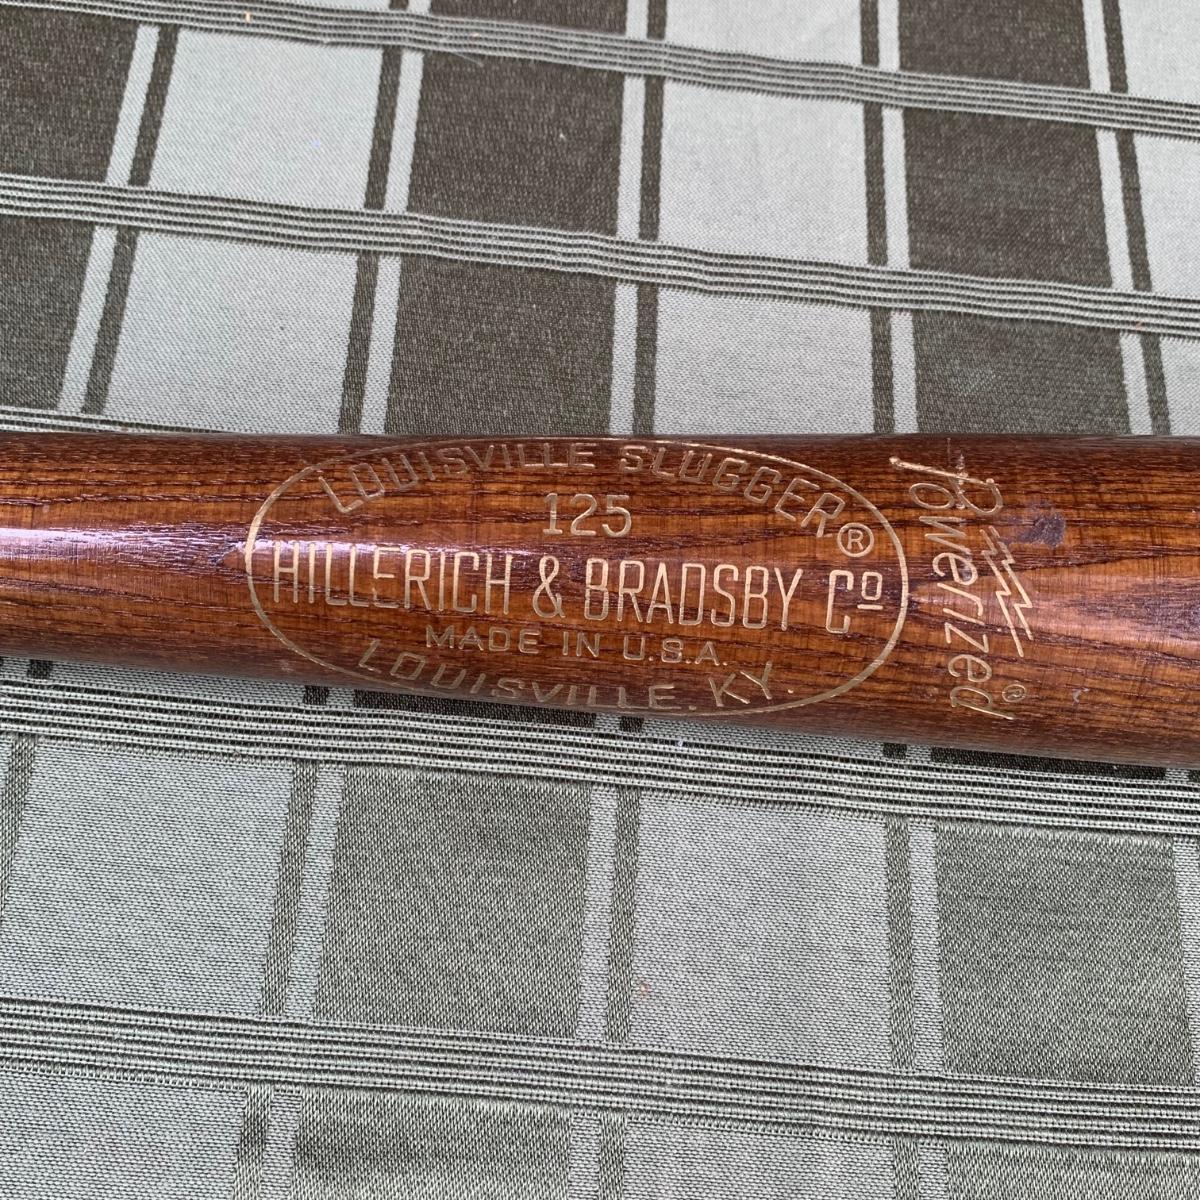 LOUISVILLE SLUGGER®
125
HILLERICH & BRADSBY Cº
MADE IN U.S.A.
LOUISVILLE, KY.
Powerized®